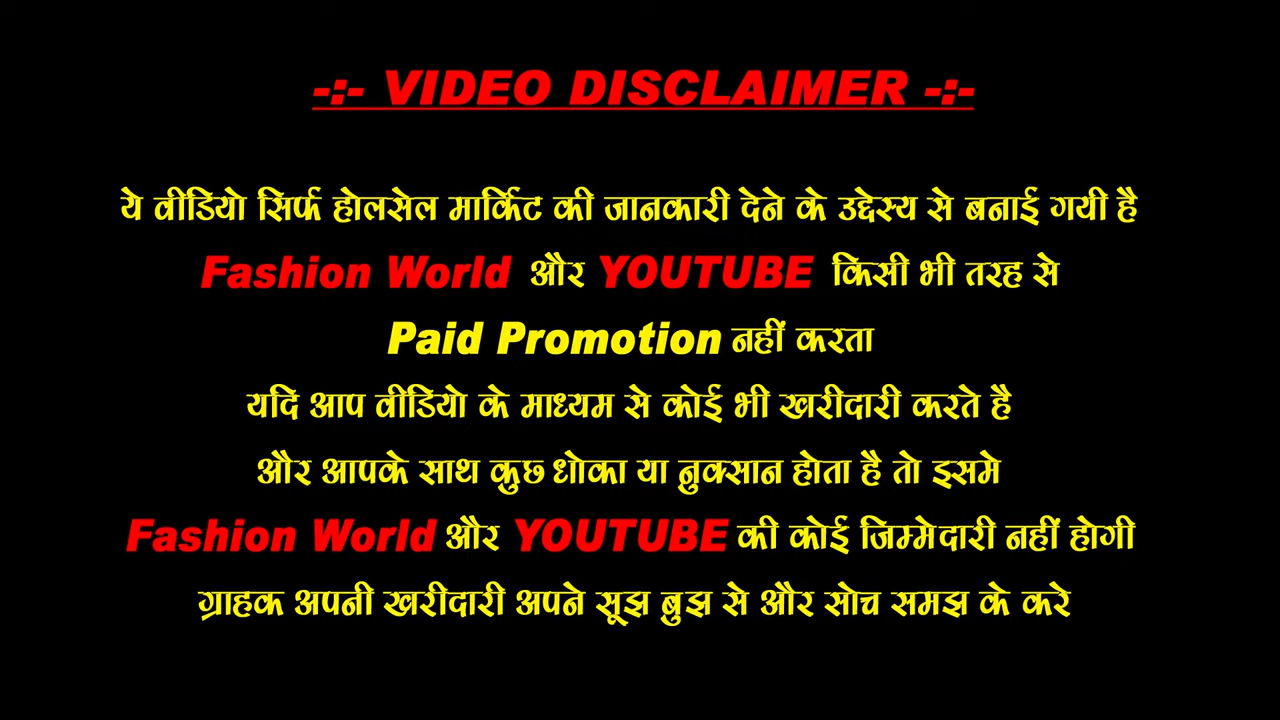 -:- VIDEO DISCLAIMER -:-
ये वीडियो सिर्फ होलसेल मार्किट की जानकारी देने के उद्देस्य से बनाई गयी है
Fashion World और YOUTUBE किसी भी तरह से
Paid Promotion नहीं करता
यदि आप वीडियो के माध्यम से कोई भी खरीदारी करते है
और आपके साथ कुछ धोका या नुक्सान होता है तो इसमे
Fashion World और YOUTUBE की कोई जिम्मेदारी नहीं होगी
ग्राहक अपनी खरीदारी अपने सूझ बुझ से और सोच समझ के करे